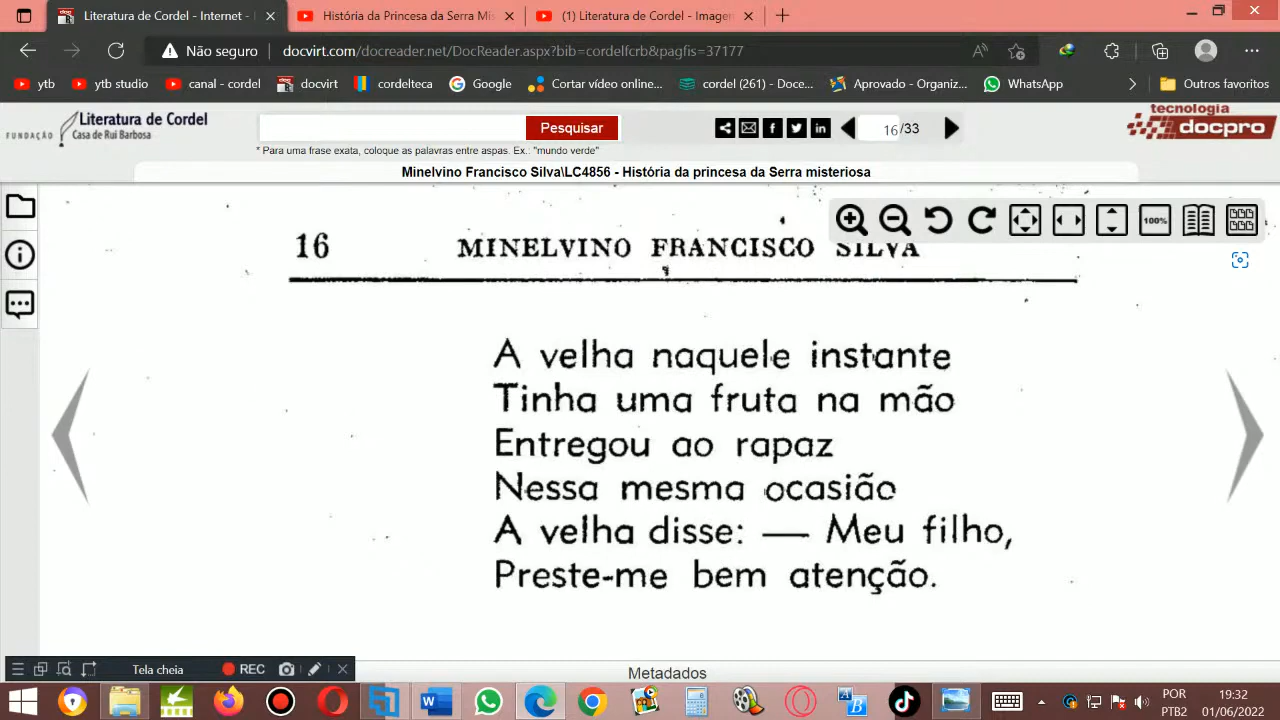 Literatura de Cordel - Internet -
História da Princesa da Serra Mis
(1) Literatura de Cordel - Imagen
Não seguro
docvirt.com/docreader.net/DocReader.aspx?bib=cordelfcrb&pagfis=37177
ytb
ytb studio
canal - cordel
docvirt
cordelteca
Google
Cortar vídeo online...
cordel (261) - Doce...
Aprovado - Organiz...
WhatsApp
Outros favoritos
FUNDAÇÃO
Literatura de Cordel
Casa de Rui Barbosa
Pesquisar
* Para uma frase exata, coloque as palavras entre aspas. Ex.: "mundo verde"
16 /33
tecnologia
docpro
Minelvino Francisco Silva\LC4856 - História da princesa da Serra misteriosa
100%
16 MINELVINO FRANCISCO SILVA
A velha naquele instante
Tinha uma fruta na mão
Entregou ao rapaz
Nessa mesma ocasião
A velha disse: — Meu filho,
Preste-me bem atenção.
Tela cheia
REC
Metadados
POR
PTB2
19:32
01/06/2022